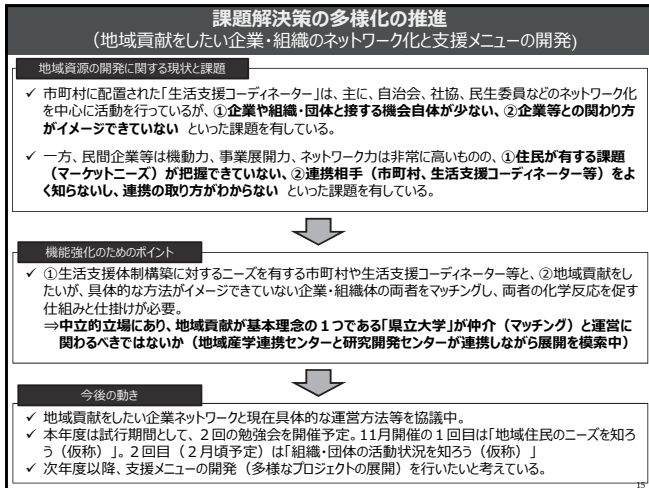 課題解決策の多様化の推進
（地域貢献をしたい企業・組織のネットワーク化と支援メニューの開発)
地域資源の開発に関する現状と課題
✓ 市町村に配置された「生活支援コーディネーター」は、主に、自治会、社協、民生委員などのネットワーク化
を中心に活動を行っているが、①企業や組織・団体と接する機会自体が少ない、②企業等との関わり方
がイメージできていない といった課題を有している。
✓ 一方、民間企業等は機動力、事業展開力、ネットワーク力は非常に高いものの、①住民が有する課題
（マーケットニーズ）が把握できていない、②連携相手（市町村、生活支援コーディネーター等）をよ
く知らないし、連携の取り方がわからない といった課題を有している。
機能強化のためのポイント
✓ ①生活支援体制構築に対するニーズを有する市町村や生活支援コーディネーター等と、②地域貢献をし
たいが、具体的な方法がイメージできていない企業・組織体の両者をマッチングし、両者の化学反応を促す
仕組みと仕掛けが必要。
⇒中立的立場にあり、地域貢献が基本理念の１つである「県立大学」が仲介（マッチング）と運営に
関わるべきではないか（地域産学連携センターと研究開発センターが連携しながら展開を模索中）
今後の動き
✓ 地域貢献をしたい企業ネットワークと現在具体的な運営方法等を協議中。
✓ 本年度は試行期間として、２回の勉強会を開催予定。11月開催の１回目は「地域住民のニーズを知ろ
う（仮称）」。２回目（２月頃予定）は「組織・団体の活動状況を知ろう（仮称）」
✓ 次年度以降、支援メニューの開発（多様なプロジェクトの展開）を行いたいと考えている。
15